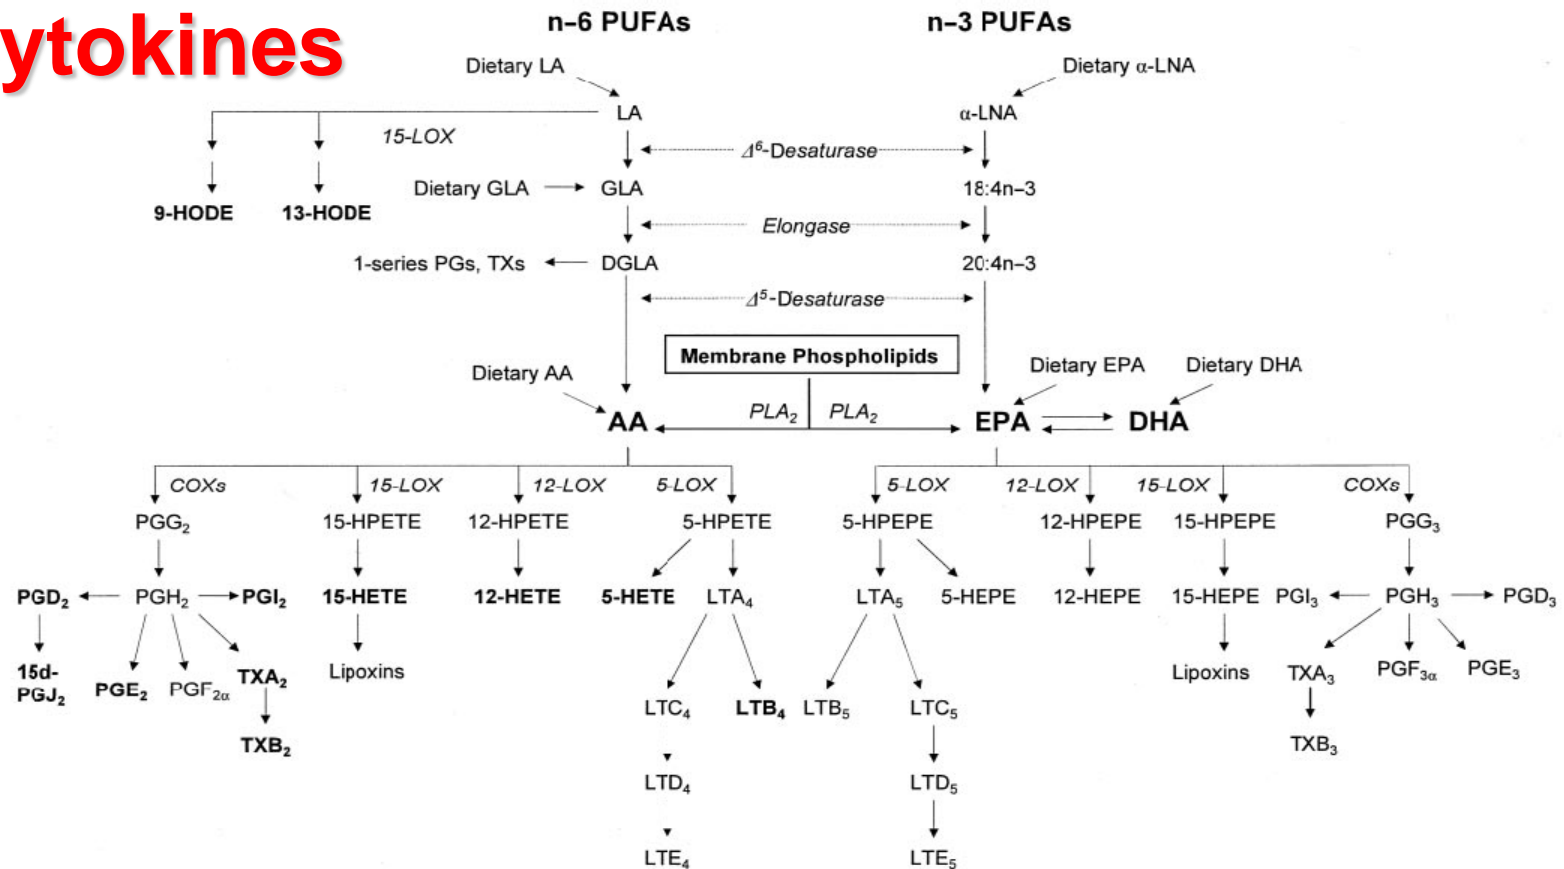 ytokines
n–6 PUFAs
n–3 PUFAs
Dietary LA
Dietary α-LNA
LA
α-LNA
15-LOX
Δ⁶-Desaturase
Dietary GLA
GLA
18:4n–3
9-HODE
13-HODE
Elongase
1-series PGs, TXs
DGLA
20:4n–3
Δ⁵-Desaturase
Membrane Phospholipids
Dietary AA
Dietary EPA
Dietary DHA
PLA₂
PLA₂
AA
EPA
DHA
COXs
15-LOX
12-LOX
5-LOX
5-LOX
12-LOX
15-LOX
COXs
PGG₂
15-HPETE
12-HPETE
5-HPETE
5-HPEPE
12-HPEPE
15-HPEPE
PGG₃
PGD₂
PGH₂
PGI₂
15-HETE
12-HETE
5-HETE
LTA₄
LTA₅
5-HEPE
12-HEPE
15-HEPE
PGI₃
PGH₃
PGD₃
15d-
PGJ₂
PGE₂
PGF₂α
TXA₂
Lipoxins
Lipoxins
TXA₃
PGF₃α
PGE₃
LTC₄
LTB₄
LTB₅
LTC₅
TXB₂
TXB₃
LTD₄
LTD₅
LTE₄
LTE₅